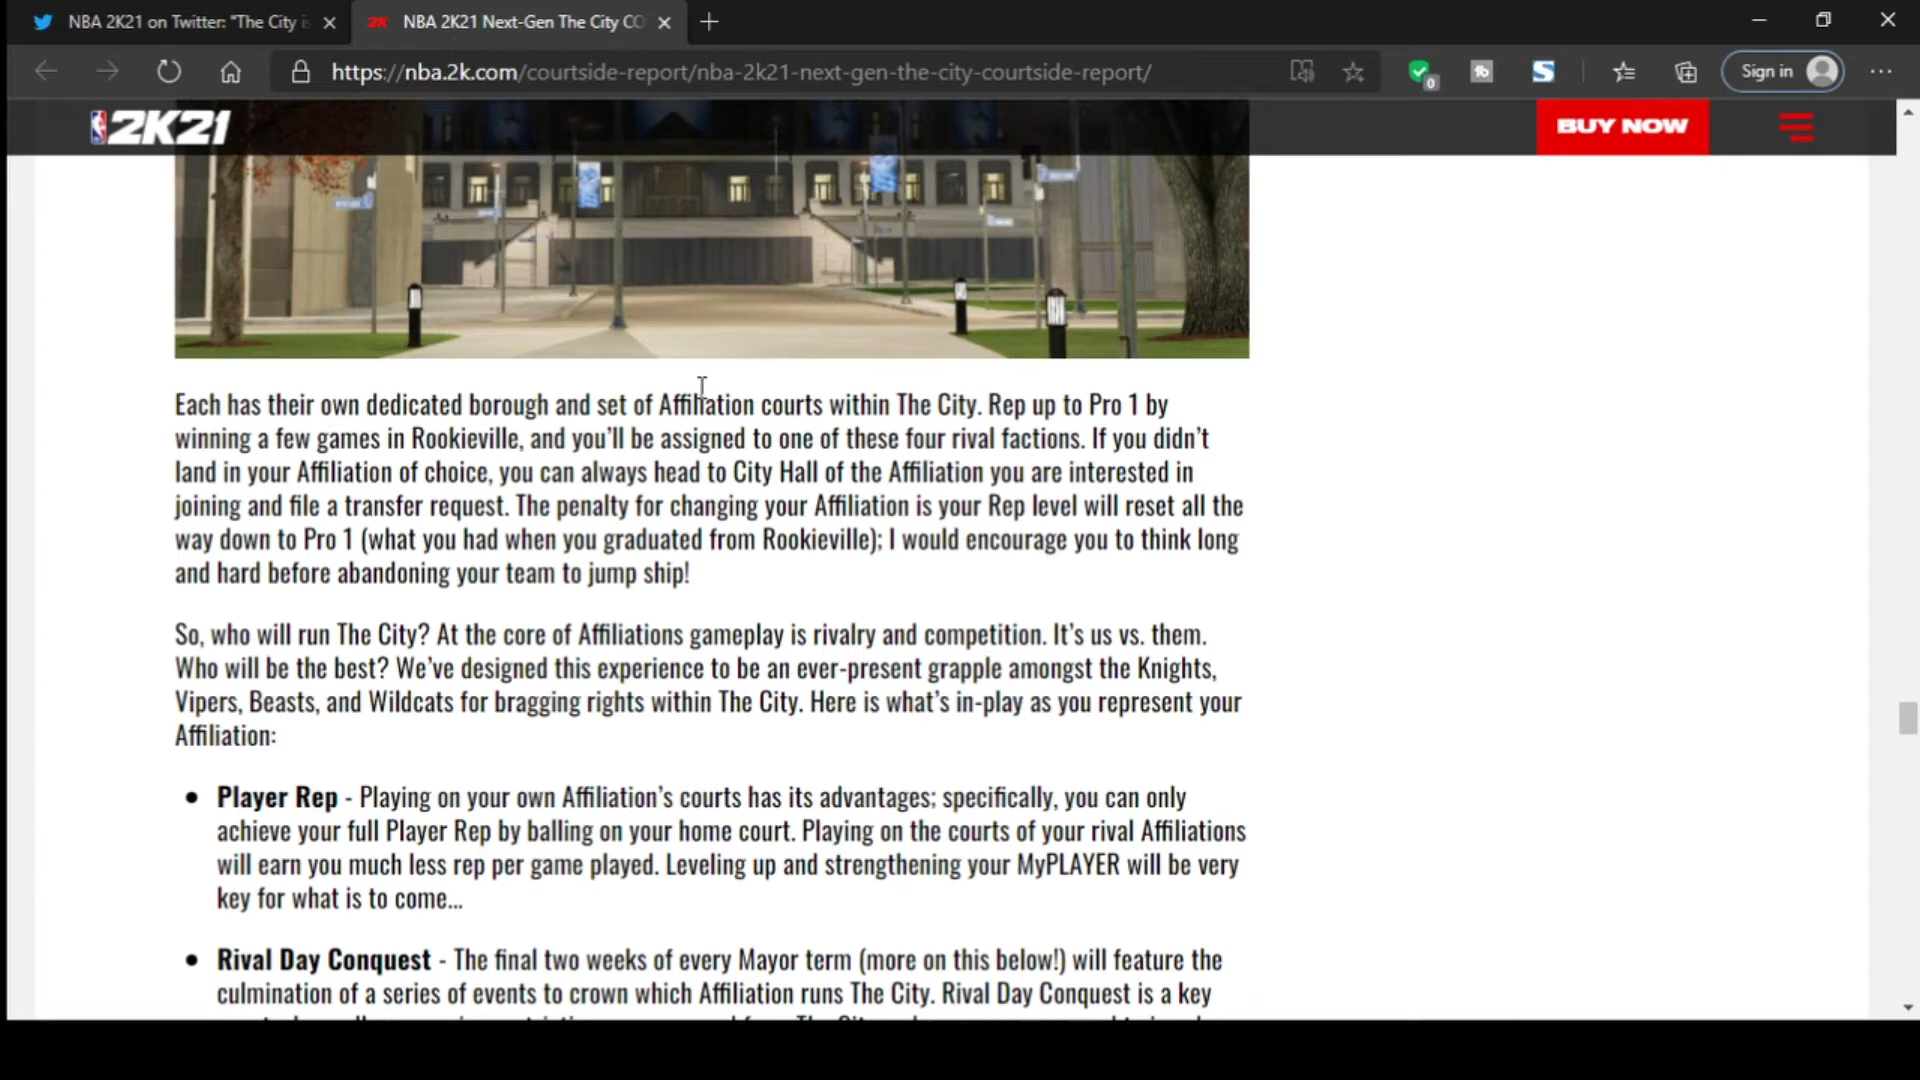 NBA 2K21 on Twitter: "The City is
2K NBA 2K21 Next-Gen The City CO
https://nba.2k.com/courtside-report/nba-2k21-next-gen-the-city-courtside-report/
0
tb
S
Sign in
2K21
BUY NOW
Each has their own dedicated borough and set of Affiliation courts within The City. Rep up to Pro 1 by
winning a few games in Rookieville, and you’ll be assigned to one of these four rival factions. If you didn’t
land in your Affiliation of choice, you can always head to City Hall of the Affiliation you are interested in
joining and file a transfer request. The penalty for changing your Affiliation is your Rep level will reset all the
way down to Pro 1 (what you had when you graduated from Rookieville); I would encourage you to think long
and hard before abandoning your team to jump ship!
So, who will run The City? At the core of Affiliations gameplay is rivalry and competition. It’s us vs. them.
Who will be the best? We’ve designed this experience to be an ever-present grapple amongst the Knights,
Vipers, Beasts, and Wildcats for bragging rights within The City. Here is what’s in-play as you represent your
Affiliation:
• Player Rep - Playing on your own Affiliation’s courts has its advantages; specifically, you can only
achieve your full Player Rep by balling on your home court. Playing on the courts of your rival Affiliations
will earn you much less rep per game played. Leveling up and strengthening your MyPLAYER will be very
key for what is to come...
• Rival Day Conquest - The final two weeks of every Mayor term (more on this below!) will feature the
culmination of a series of events to crown which Affiliation runs The City. Rival Day Conquest is a key